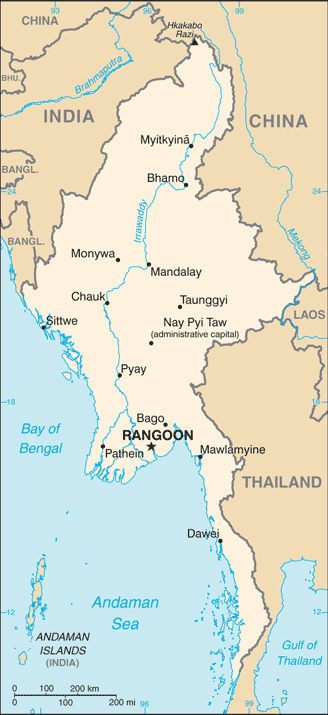 93
96
99
CHINA
Hkakabo
Razi
Brahmaputra
BHU.
INDIA
CHINA
Myitkyinā
BANGL.
Bhamo
24
24
Irrawaddy
BANGL.
Monywa
Mandalay
Mekong
Chauk
Taunggyi
LAOS
Sittwe
Nay Pyi Taw
(administrative capital)
Pyay
18
18
Bay of
Bengal
Bago
RANGOON
Pathein
Mawlamyine
THAILAND
Dawei
Andaman
Sea
12
12
ANDAMAN
ISLANDS
(INDIA)
Gulf of
Thailand
0 100 200 km
0 100 200 mi
96
99